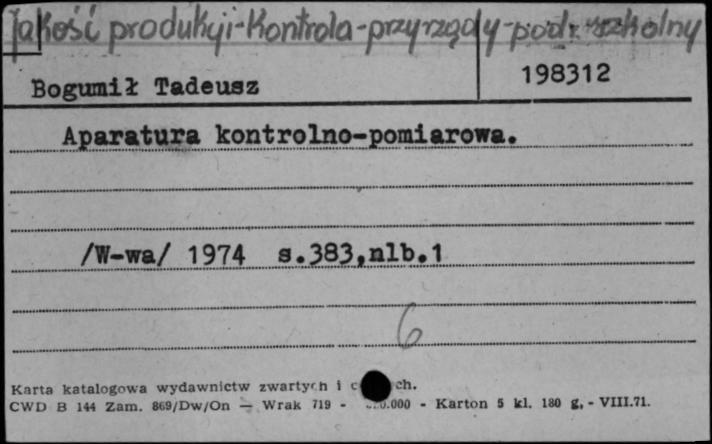 Jakość produkcji-Kontrola-przyrządy-podr. szkolny
Bogumił Tadeusz
198312
Aparatura kontrolno-pomiarowa.
/W-wa/ 1974 s.383,nlb.1
6
Karta katalogowa wydawnictw zwartych i ch.
CWD B 144 Zam. 869/Dw/On — Wrak 719 - .000 - Karton 5 kl. 180 g, - VIII.71.